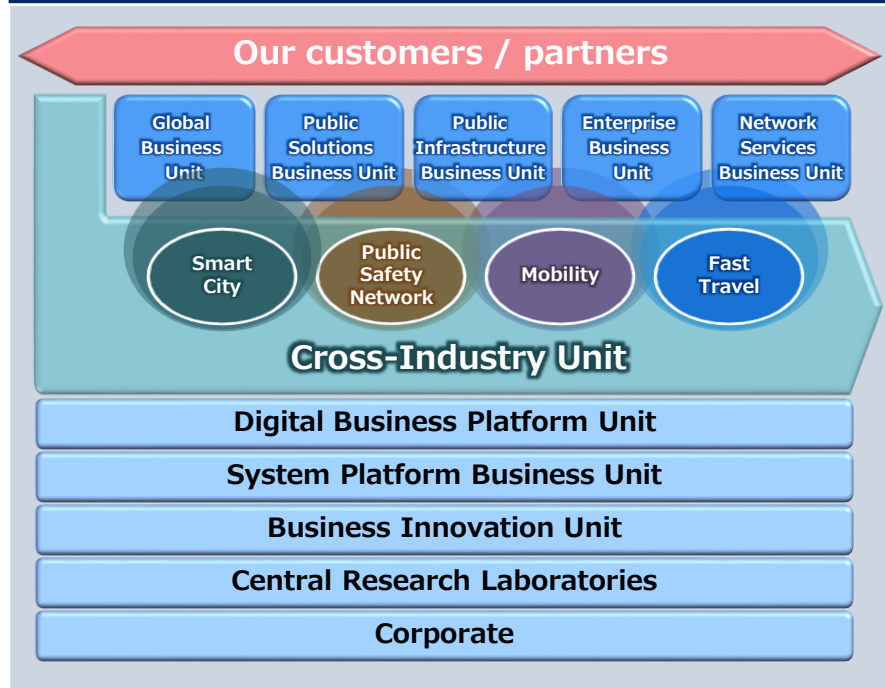 Our customers / partners
Global
Business
Unit
Public
Solutions
Business Unit
Public
Infrastructure
Business Unit
Enterprise
Business
Unit
Network
Services
Business Unit
Smart
City
Public
Safety
Network
Mobility
Fast
Travel
Cross-Industry Unit
Digital Business Platform Unit
System Platform Business Unit
Business Innovation Unit
Central Research Laboratories
Corporate